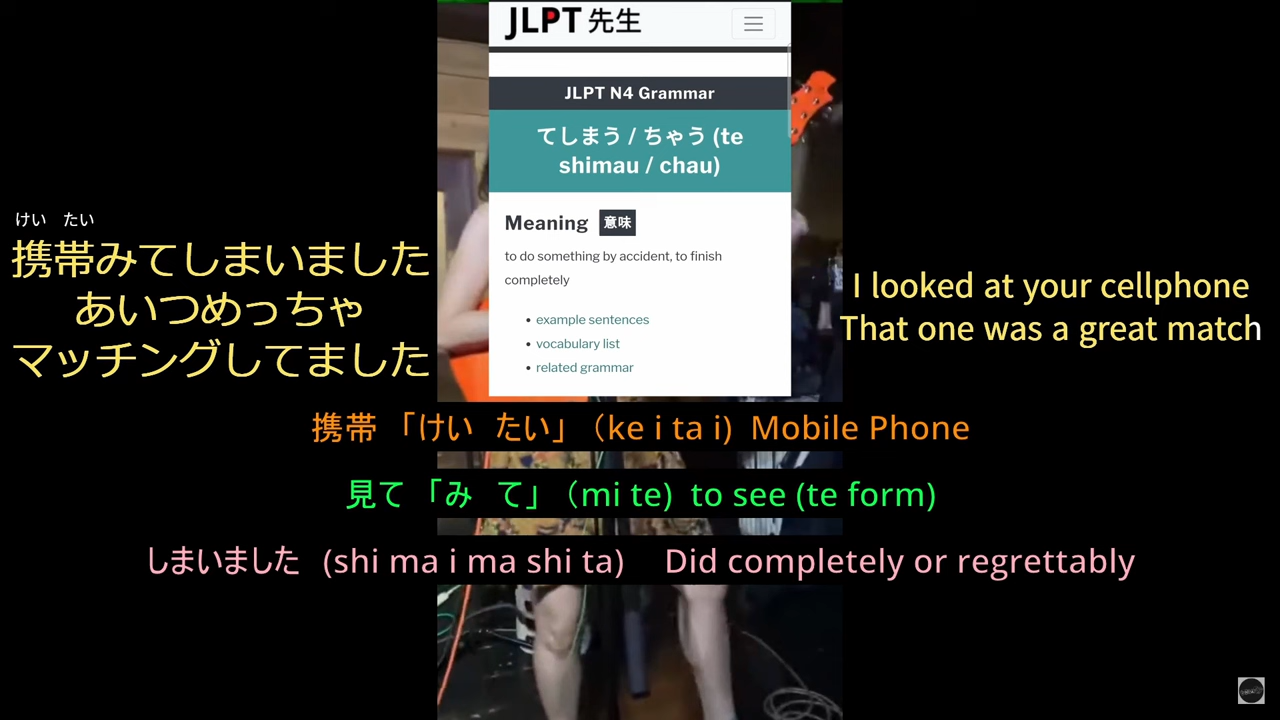 JLPT 先生
JLPT N4 Grammar
てしまう / ちゃう (te
shimau / chau)
Meaning 意味
to do something by accident, to finish
completely
• example sentences
• vocabulary list
• related grammar
けい たい
携帯みてしまいました
あいつめっちゃ
マッチングしてました
I looked at your cellphone
That one was a great match
携帯 「けい たい」 (ke i ta i) Mobile Phone
見て 「み て」 (mi te) to see (te form)
しまいました (shi ma i ma shi ta) Did completely or regrettably